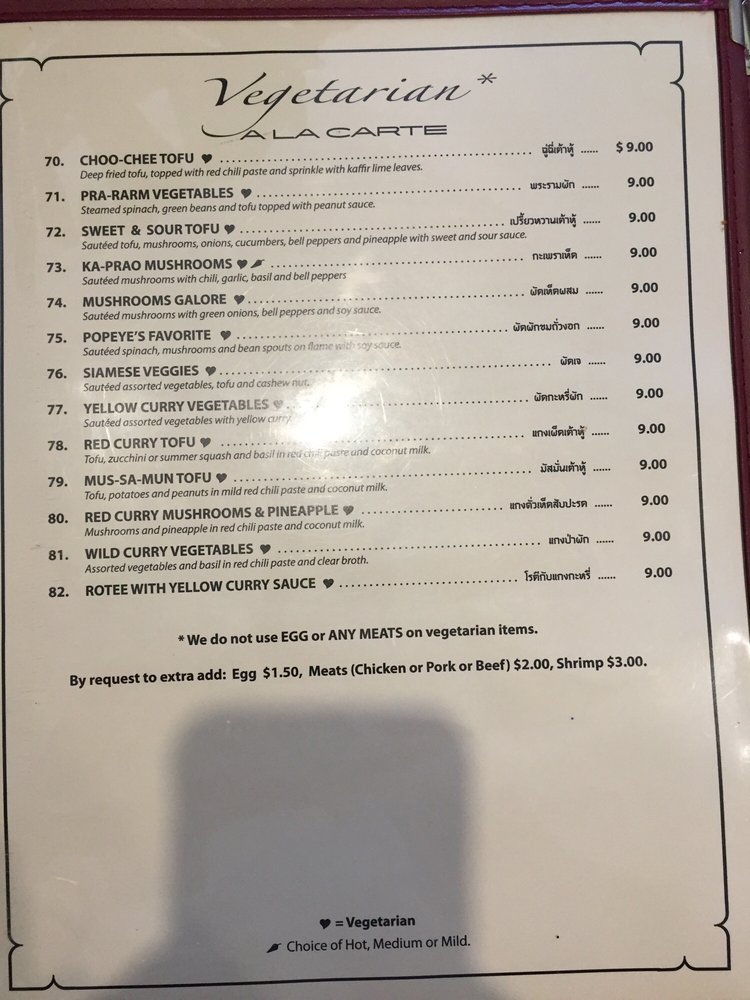 Vegetarian*
A LA CARTE
70. CHOO-CHEE TOFU ♥ ........ ฉู่ฉี่เต้าหู้ ...... $ 9.00
Deep fried tofu, topped with red chili paste and sprinkle with kaffir lime leaves.
71. PRA-RARM VEGETABLES ♥ ........ พระรามผัก ...... 9.00
Steamed spinach, green beans and tofu topped with peanut sauce.
72. SWEET & SOUR TOFU ♥ ........ เปรี้ยวหวานเต้าหู้ ...... 9.00
Sautéed tofu, mushrooms, onions, cucumbers, bell peppers and pineapple with sweet and sour sauce.
73. KA-PRAO MUSHROOMS ♥ 🌶 ........ กะเพราเห็ด ...... 9.00
Sautéed mushrooms with chili, garlic, basil and bell peppers
74. MUSHROOMS GALORE ♥ ........ ผัดเห็ดผสม ...... 9.00
Sautéed mushrooms with green onions, bell peppers and soy sauce.
75. POPEYE'S FAVORITE ♥ ........ ผัดผักขมถั่วงอก ...... 9.00
Sautéed spinach, mushrooms and bean spouts on flame with soy sauce.
76. SIAMESE VEGGIES ♥ ........ ผัดเจ ...... 9.00
Sautéed assorted vegetables, tofu and cashew nut.
77. YELLOW CURRY VEGETABLES ♥ ........ ผัดกะหรี่ผัก ...... 9.00
Sautéed assorted vegetables with yellow curry.
78. RED CURRY TOFU ♥ ........ แกงเผ็ดเต้าหู้ ...... 9.00
Tofu, zucchini or summer squash and basil in red chili paste and coconut milk.
79. MUS-SA-MUN TOFU ♥ ........ มัสมั่นเต้าหู้ ...... 9.00
Tofu, potatoes and peanuts in mild red chili paste and coconut milk.
80. RED CURRY MUSHROOMS & PINEAPPLE ♥ ........ แกงคั่วเห็ดสับปะรด ...... 9.00
Mushrooms and pineapple in red chili paste and coconut milk.
81. WILD CURRY VEGETABLES ♥ ........ แกงป่าผัก ...... 9.00
Assorted vegetables and basil in red chili paste and clear broth.
82. ROTEE WITH YELLOW CURRY SAUCE ♥ ........ โรตีกับแกงกะหรี่ ...... 9.00
* We do not use EGG or ANY MEATS on vegetarian items.
By request to extra add: Egg $1.50, Meats (Chicken or Pork or Beef) $2.00, Shrimp $3.00.
♥ = Vegetarian
🌶 Choice of Hot, Medium or Mild.